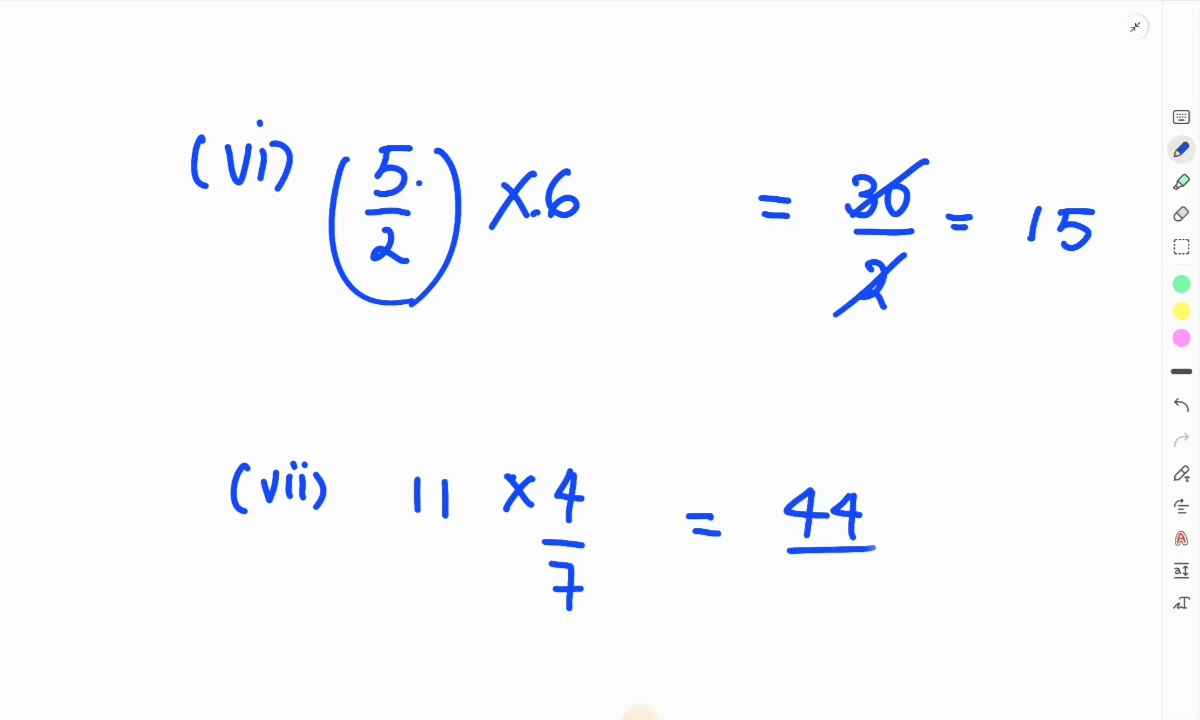 (vi) (5/2) × 6 = 30/2 = 15
(vii) 11 × 4/7 = 44